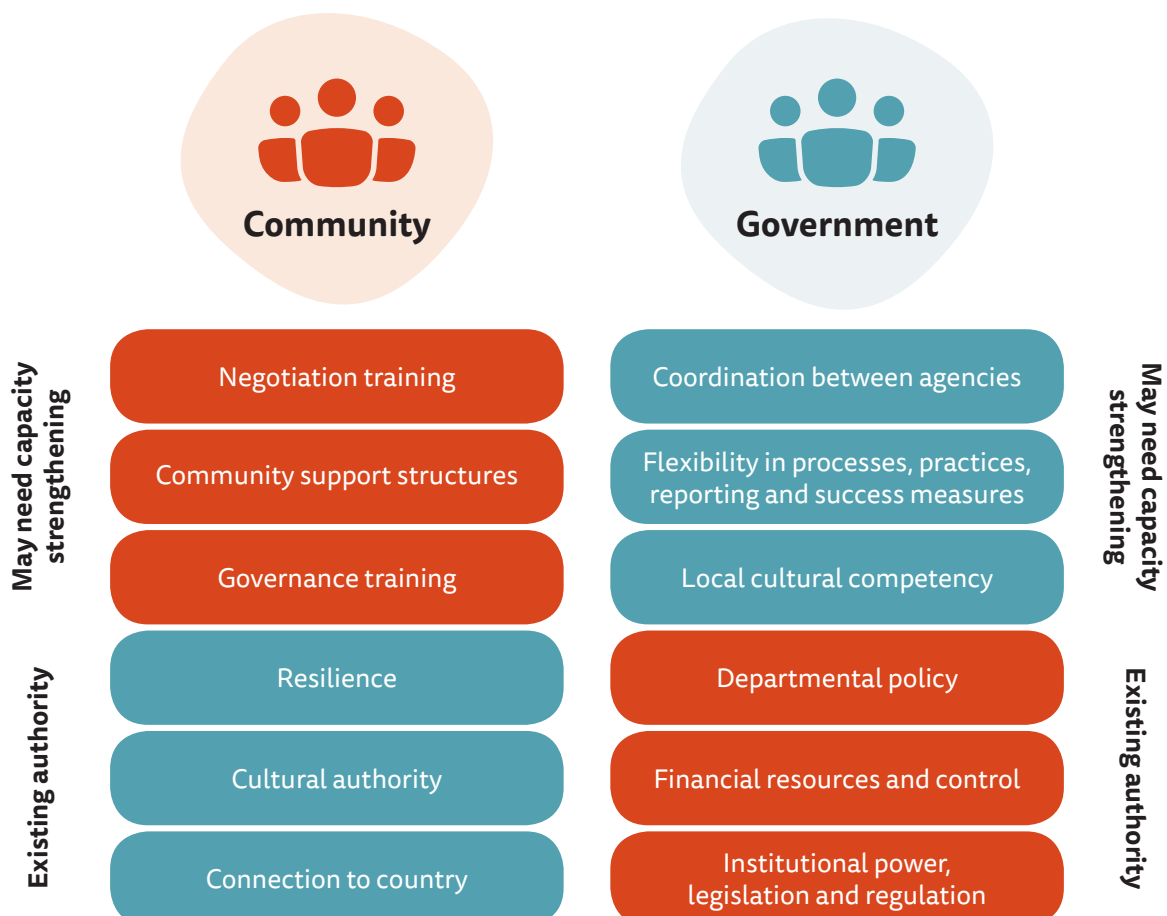 Community
Government
May need capacity
strengthening
Negotiation training
Community support structures
Governance training
Coordination between agencies
Flexibility in processes, practices,
reporting and success measures
Local cultural competency
May need capacity
strengthening
Existing authority
Resilience
Cultural authority
Connection to country
Departmental policy
Financial resources and control
Institutional power,
legislation and regulation
Existing authority